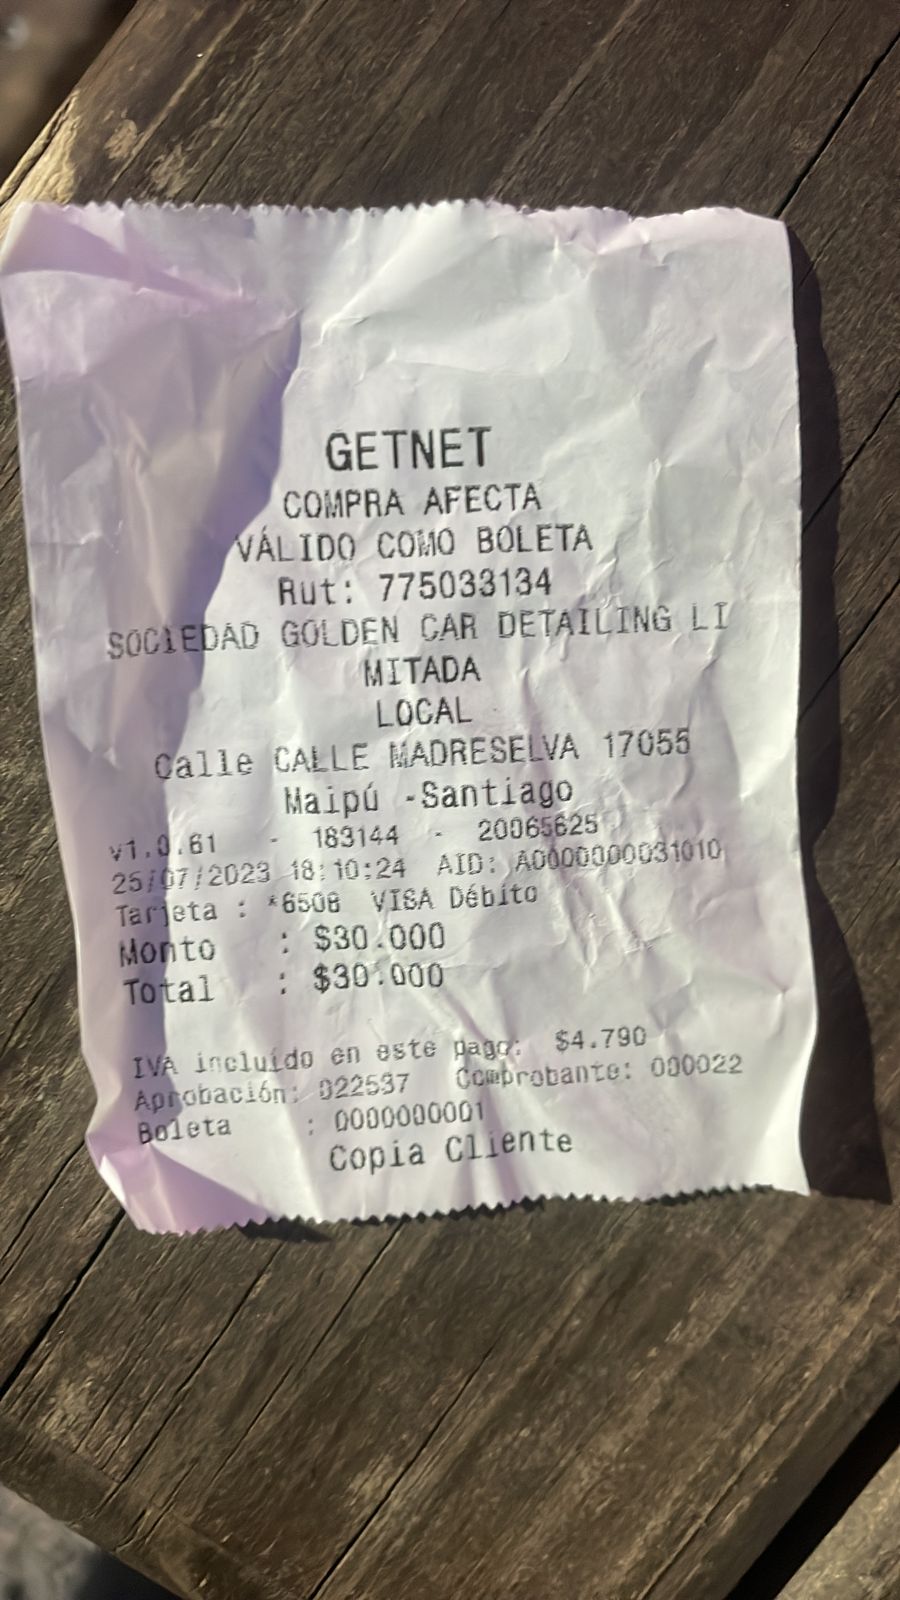 GETNET
COMPRA AFECTA
VÁLIDO COMO BOLETA
Rut: 775033134
SOCIEDAD GOLDEN CAR DETAILING LI
MITADA
LOCAL
Calle CALLE MADRESELVA 17055
Maipú -Santiago
v1.0.61 - 183144 - 20065625
25/07/2023 18:10:24 AID: A0000000031010
Tarjeta : *6508 VISA Débito
Monto : $30.000
Total : $30.000
IVA incluído en este pago: $4.790
Aprobación: 022537 Comprobante: 000022
Boleta : 0000000001
Copia Cliente